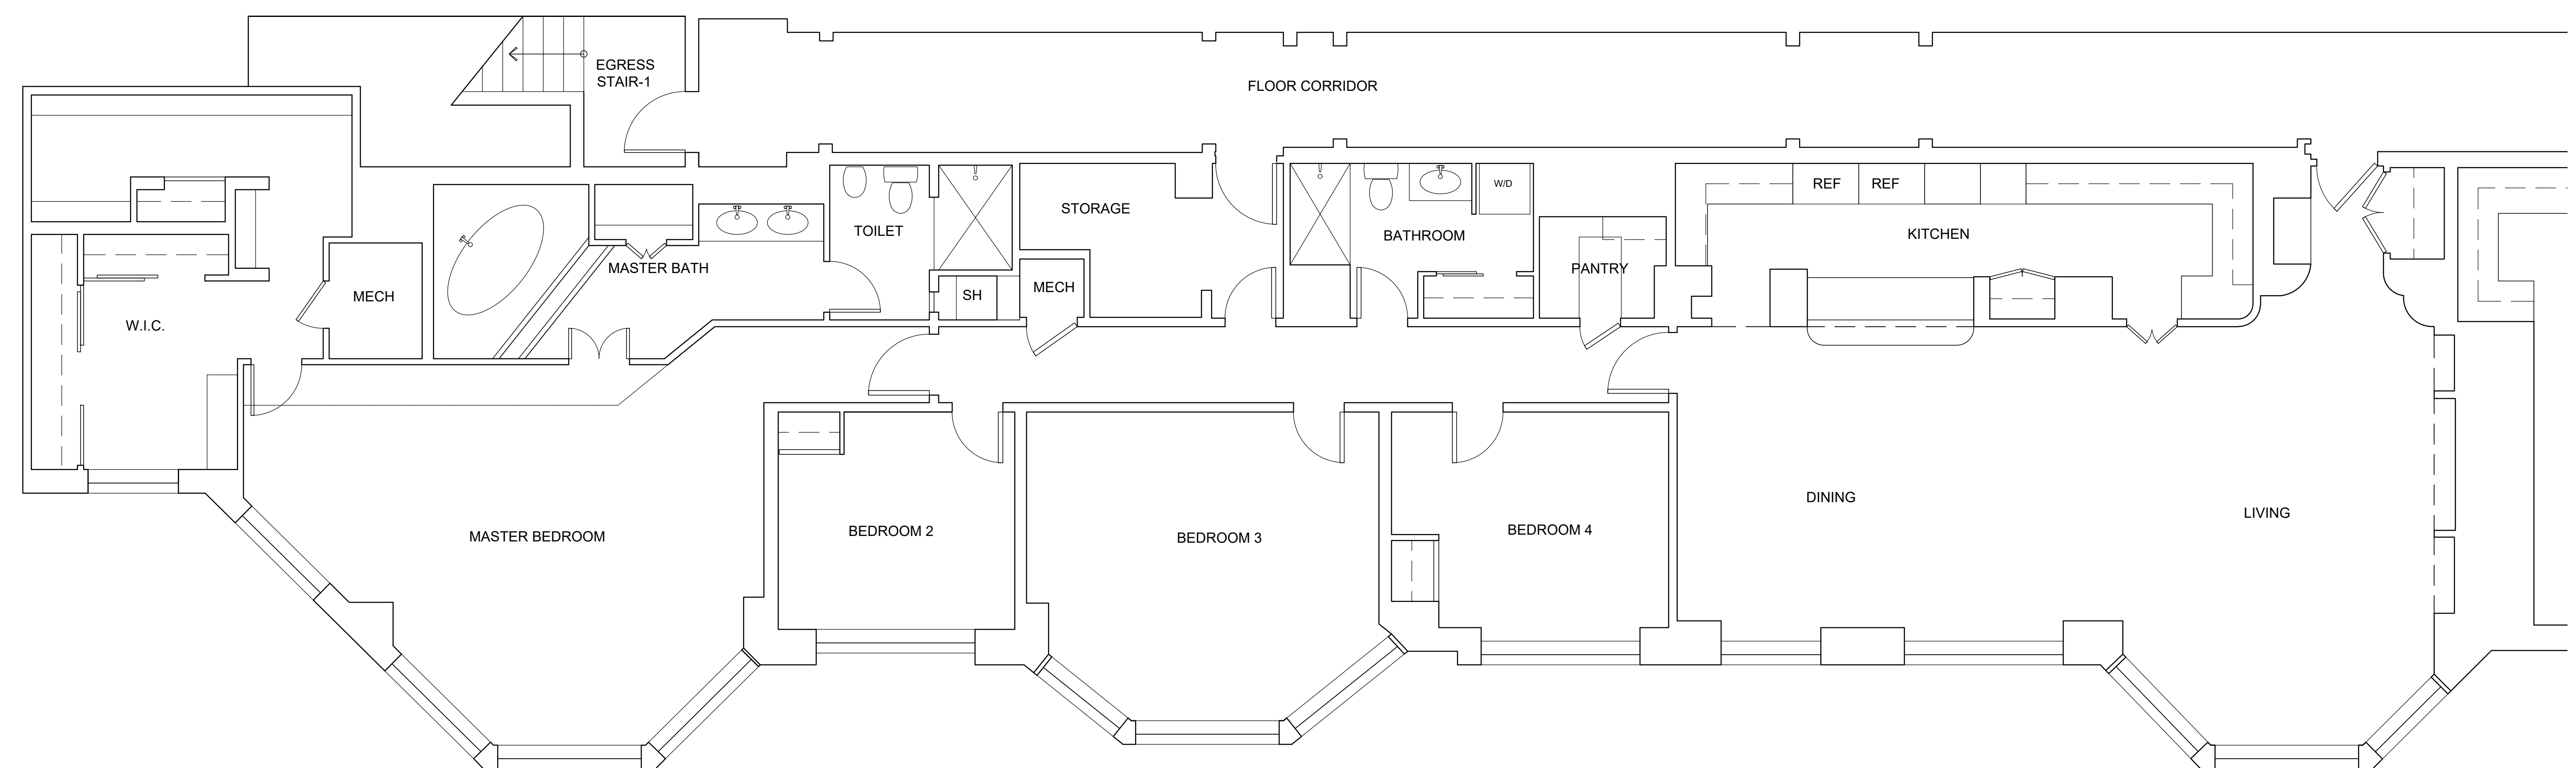 EGRESS
STAIR-1
FLOOR CORRIDOR
REF
REF
W/D
STORAGE
TOILET
BATHROOM
KITCHEN
MASTER BATH
PANTRY
MECH
SH
MECH
W.I.C.
DINING
LIVING
MASTER BEDROOM
BEDROOM 2
BEDROOM 3
BEDROOM 4